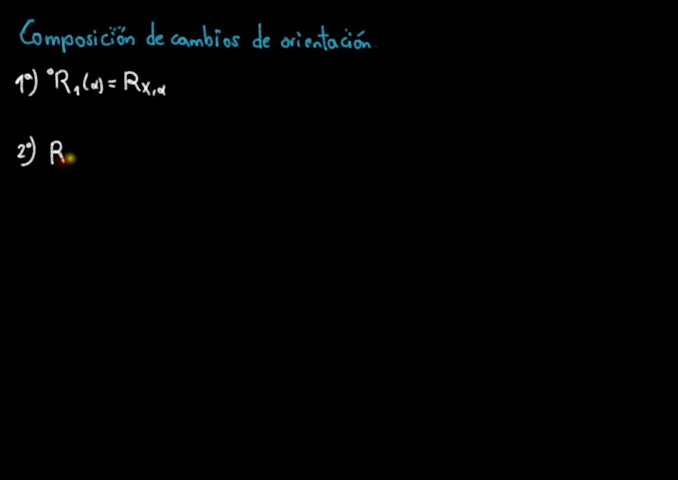 Composición de cambios de orientación.
1º) ⁰R₁(α) = Rx,α
2º) R